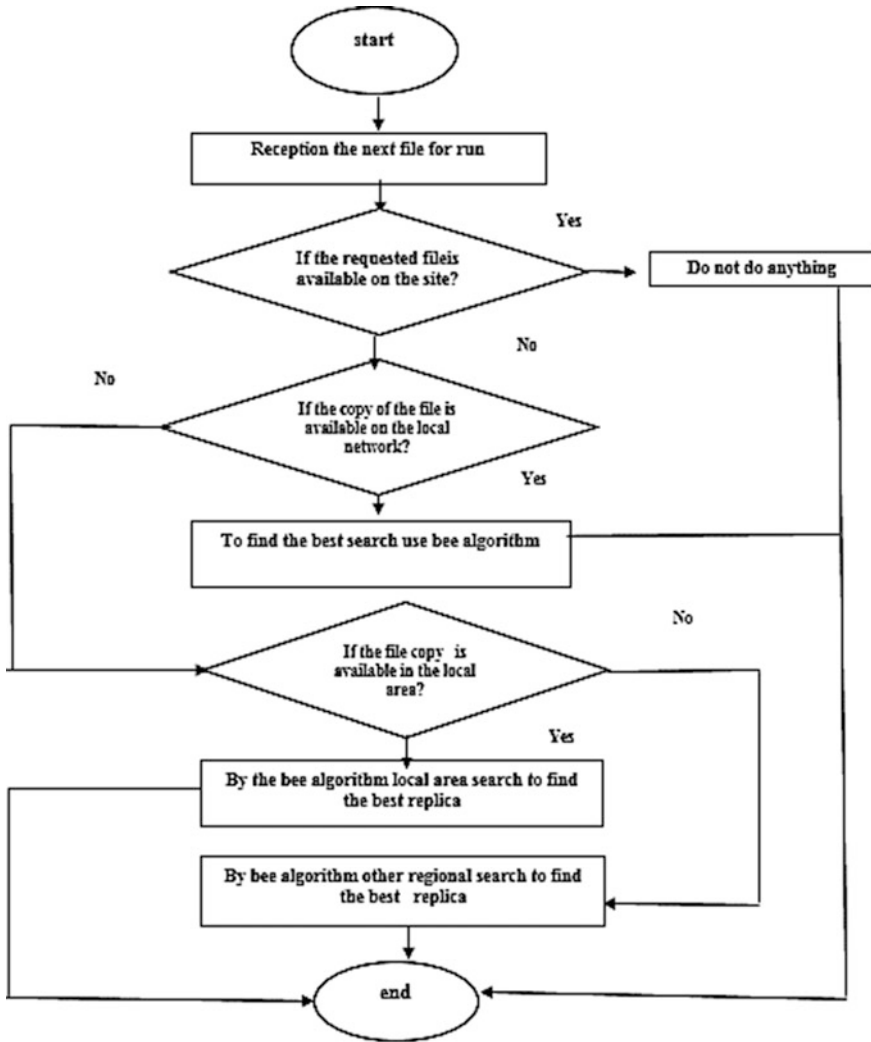 start
Reception the next file for run
Yes
If the requested fileis
available on the site?
Do not do anything
No
No
If the copy of the file is
available on the local
network?
Yes
To find the best search use bee algorithm
No
If the file copy is
available in the local
area?
Yes
By the bee algorithm local area search to find
the best replica
By bee algorithm other regional search to find
the best replica
end